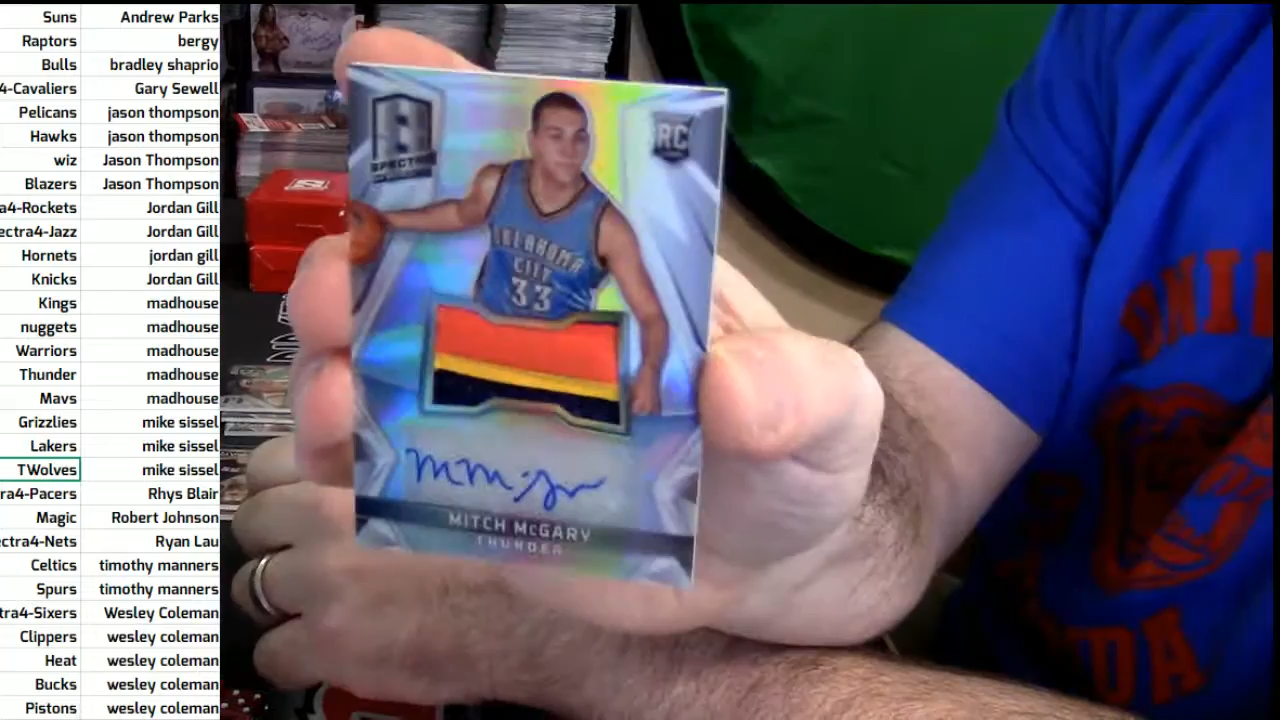 Suns Andrew Parks
Raptors bergy
Bulls bradley shaprio
4-Cavaliers Gary Sewell
Pelicans jason thompson
Hawks jason thompson
wiz Jason Thompson
Blazers Jason Thompson
a4-Rockets Jordan Gill
ectra4-Jazz Jordan Gill
Hornets jordan gill
Knicks Jordan Gill
Kings madhouse
nuggets madhouse
Warriors madhouse
Thunder madhouse
Mavs madhouse
Grizzlies mike sissel
Lakers mike sissel
TWolves mike sissel
ra4-Pacers Rhys Blair
Magic Robert Johnson
ectra4-Nets Ryan Lau
Celtics timothy manners
Spurs timothy manners
tra4-Sixers Wesley Coleman
Clippers wesley coleman
Heat wesley coleman
Bucks wesley coleman
Pistons wesley coleman
SPECTRA
RC
OKLAHOMA
CITY
33
MITCH McGARY
THUNDER
UNI
DA